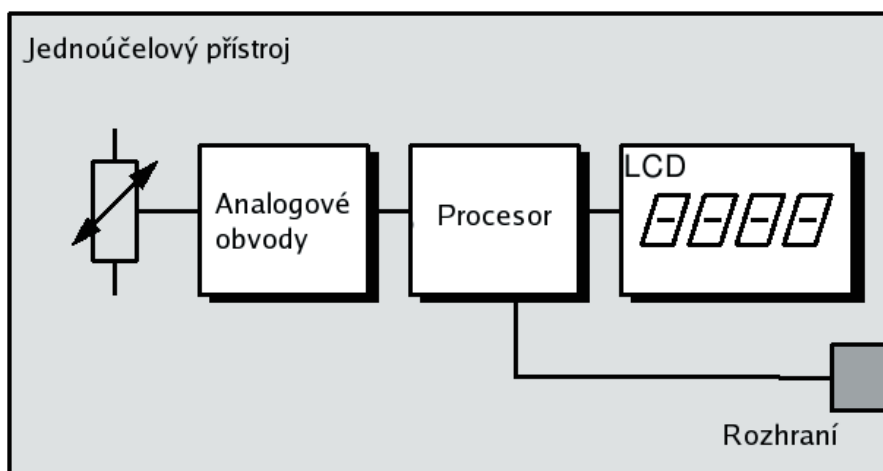 Jednoúčelový přístroj
Analogové
obvody
Procesor
LCD
Rozhraní